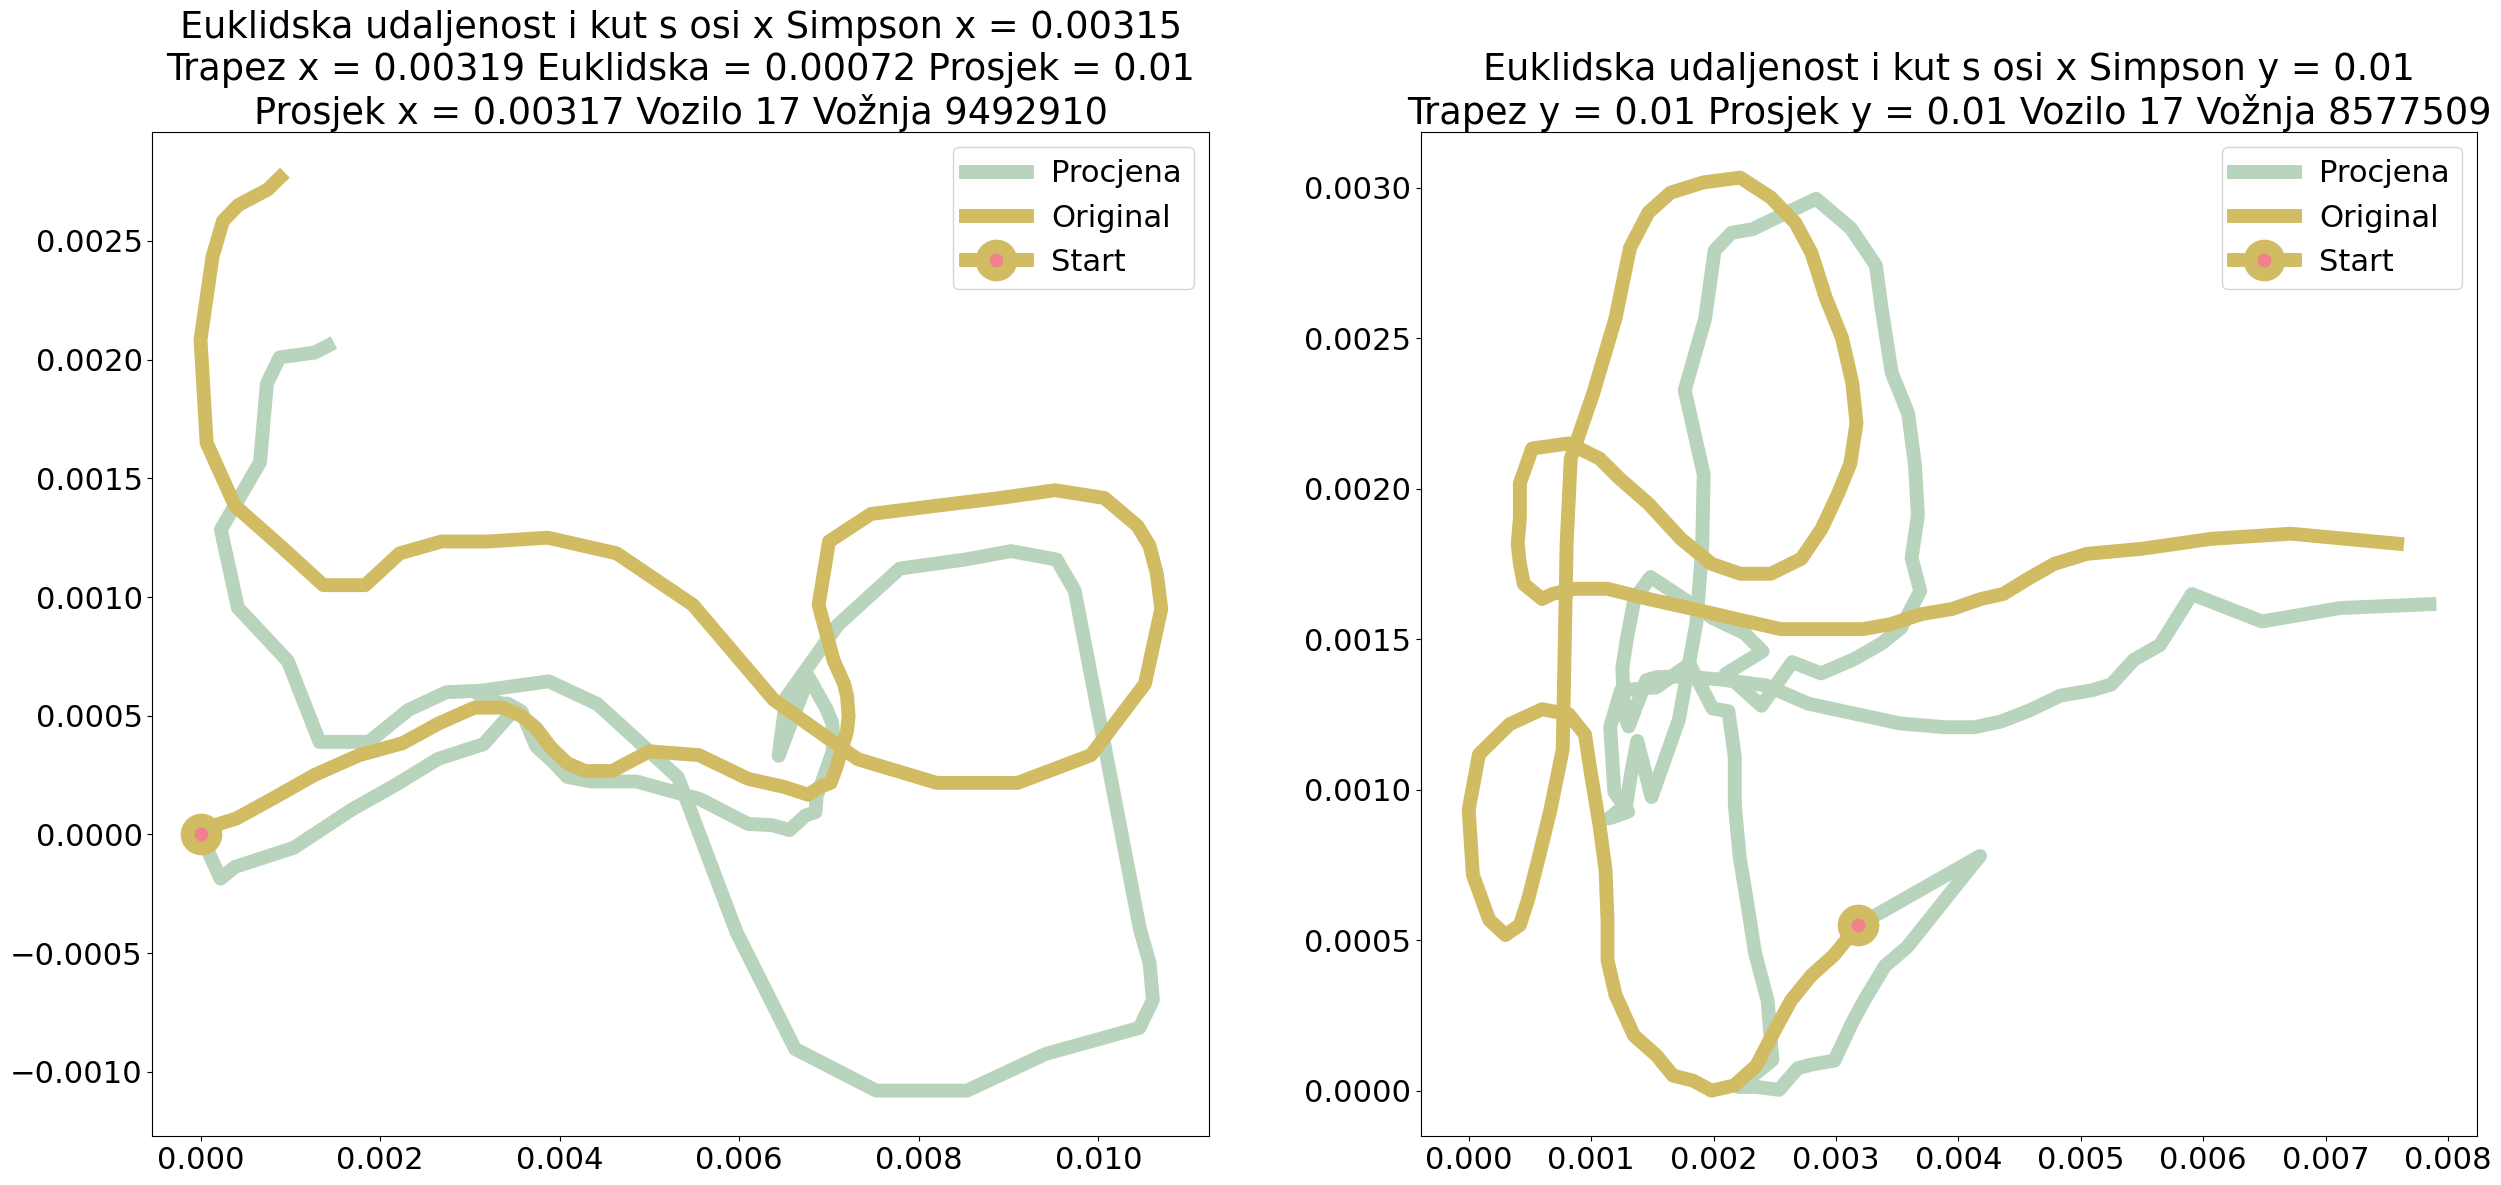 Euklidska udaljenost i kut s osi x Simpson x = 0.00315
Trapez x = 0.00319 Euklidska = 0.00072 Prosjek = 0.01
Prosjek x = 0.00317 Vozilo 17 Vožnja 9492910
Procjena
Original
Start
0.0025
0.0020
0.0015
0.0010
0.0005
0.0000
−0.0005
−0.0010
0.000 0.002 0.004 0.006 0.008 0.010
Euklidska udaljenost i kut s osi x Simpson y = 0.01
Trapez y = 0.01 Prosjek y = 0.01 Vozilo 17 Vožnja 8577509
Procjena
Original
Start
0.0030
0.0025
0.0020
0.0015
0.0010
0.0005
0.0000
0.000 0.001 0.002 0.003 0.004 0.005 0.006 0.007 0.008